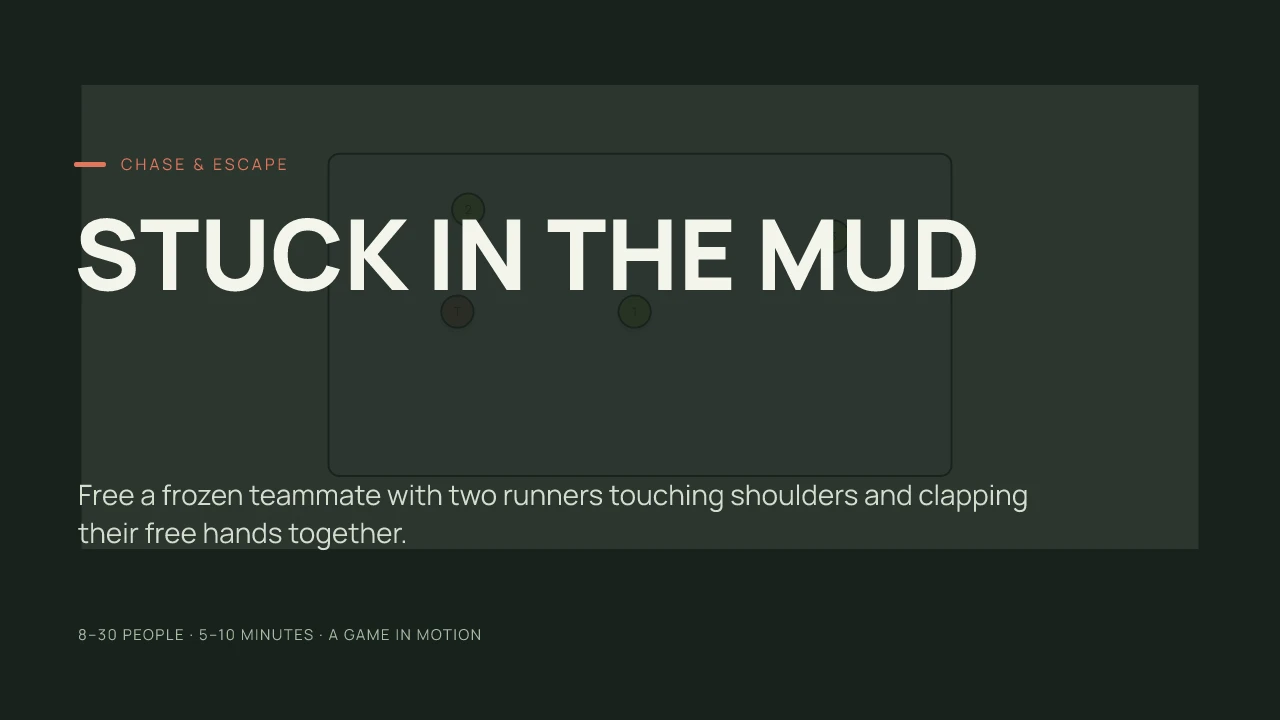 CHASE & ESCAPE
STUCK IN THE MUD
Free a frozen teammate with two runners touching shoulders and clapping
their free hands together.
8–30 PEOPLE · 5–10 MINUTES · A GAME IN MOTION